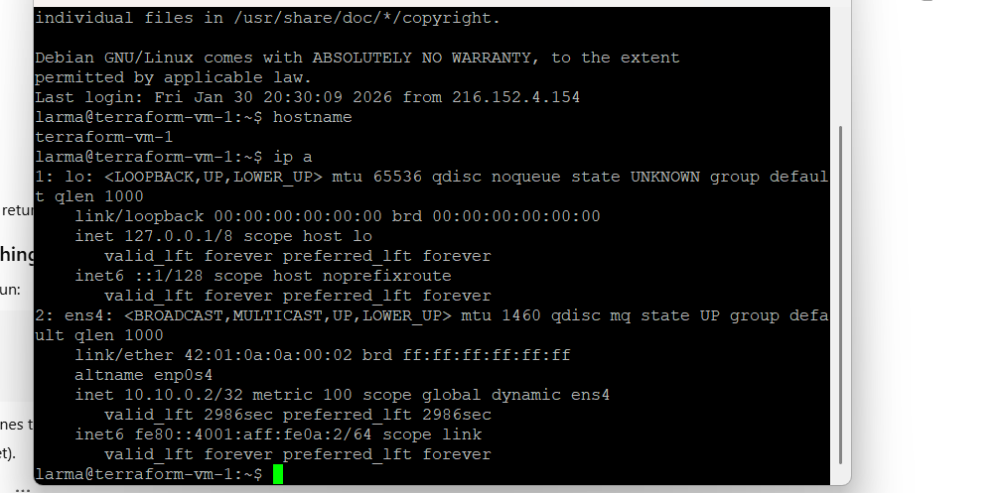 individual files in /usr/share/doc/*/copyright.
Debian GNU/Linux comes with ABSOLUTELY NO WARRANTY, to the extent
permitted by applicable law.
Last login: Fri Jan 30 20:30:09 2026 from 216.152.4.154
larma@terraform-vm-1:~$ hostname
terraform-vm-1
larma@terraform-vm-1:~$ ip a
1: lo: <LOOPBACK,UP,LOWER_UP> mtu 65536 qdisc noqueue state UNKNOWN group defaul
t qlen 1000
    link/loopback 00:00:00:00:00:00 brd 00:00:00:00:00:00
    inet 127.0.0.1/8 scope host lo
       valid_lft forever preferred_lft forever
    inet6 ::1/128 scope host noprefixroute
       valid_lft forever preferred_lft forever
2: ens4: <BROADCAST,MULTICAST,UP,LOWER_UP> mtu 1460 qdisc mq state UP group defa
ult qlen 1000
    link/ether 42:01:0a:0a:00:02 brd ff:ff:ff:ff:ff:ff
    altname enp0s4
    inet 10.10.0.2/32 metric 100 scope global dynamic ens4
       valid_lft 2986sec preferred_lft 2986sec
    inet6 fe80::4001:aff:fe0a:2/64 scope link
       valid_lft forever preferred_lft forever
larma@terraform-vm-1:~$